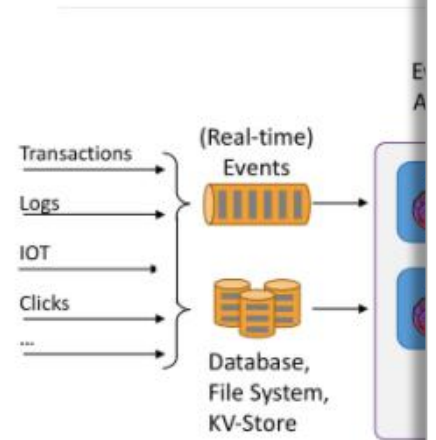 Transactions
Logs
IOT
Clicks
...
(Real-time)
Events
Database,
File System,
KV-Store